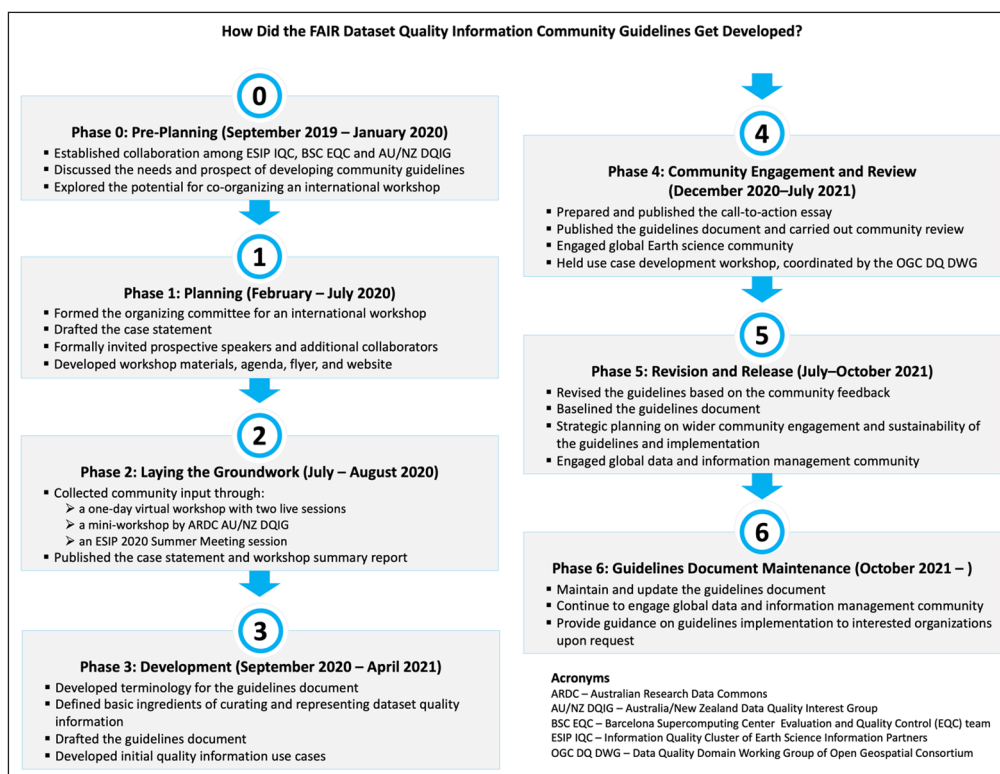 How Did the FAIR Dataset Quality Information Community Guidelines Get Developed?
0
Phase 0: Pre-Planning (September 2019 – January 2020)
▪ Established collaboration among ESIP IQC, BSC EQC and AU/NZ DQIG
▪ Discussed the needs and prospect of developing community guidelines
▪ Explored the potential for co-organizing an international workshop
1
Phase 1: Planning (February – July 2020)
▪ Formed the organizing committee for an international workshop
▪ Drafted the case statement
▪ Formally invited prospective speakers and additional collaborators
▪ Developed workshop materials, agenda, flyer, and website
2
Phase 2: Laying the Groundwork (July – August 2020)
▪ Collected community input through:
➢ a one-day virtual workshop with two live sessions
➢ a mini-workshop by ARDC AU/NZ DQIG
➢ an ESIP 2020 Summer Meeting session
▪ Published the case statement and workshop summary report
3
Phase 3: Development (September 2020 – April 2021)
▪ Developed terminology for the guidelines document
▪ Defined basic ingredients of curating and representing dataset quality
information
▪ Drafted the guidelines document
▪ Developed initial quality information use cases
4
Phase 4: Community Engagement and Review
(December 2020–July 2021)
▪ Prepared and published the call-to-action essay
▪ Published the guidelines document and carried out community review
▪ Engaged global Earth science community
▪ Held use case development workshop, coordinated by the OGC DQ DWG
5
Phase 5: Revision and Release (July–October 2021)
▪ Revised the guidelines based on the community feedback
▪ Baselined the guidelines document
▪ Strategic planning on wider community engagement and sustainability of
the guidelines and implementation
▪ Engaged global data and information management community
6
Phase 6: Guidelines Document Maintenance (October 2021 – )
▪ Maintain and update the guidelines document
▪ Continue to engage global data and information management community
▪ Provide guidance on guidelines implementation to interested organizations
upon request
Acronyms
ARDC – Australian Research Data Commons
AU/NZ DQIG – Australia/New Zealand Data Quality Interest Group
BSC EQC – Barcelona Supercomputing Center Evaluation and Quality Control (EQC) team
ESIP IQC – Information Quality Cluster of Earth Science Information Partners
OGC DQ DWG – Data Quality Domain Working Group of Open Geospatial Consortium